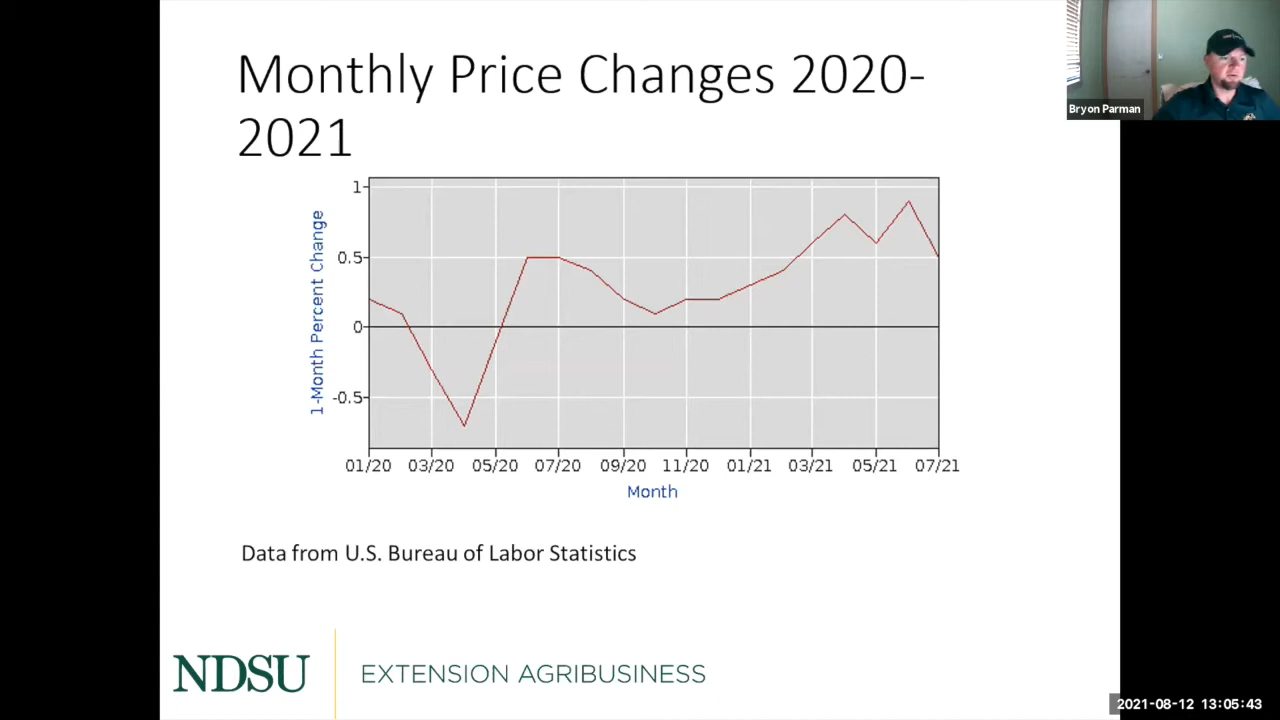 Monthly Price Changes 2020-
2021
Bryon Parman
1-Month Percent Change
1
0.5
0
-0.5
01/20 03/20 05/20 07/20 09/20 11/20 01/21 03/21 05/21 07/21
Month
Data from U.S. Bureau of Labor Statistics
NDSU EXTENSION AGRIBUSINESS
2021-08-12 13:05:43